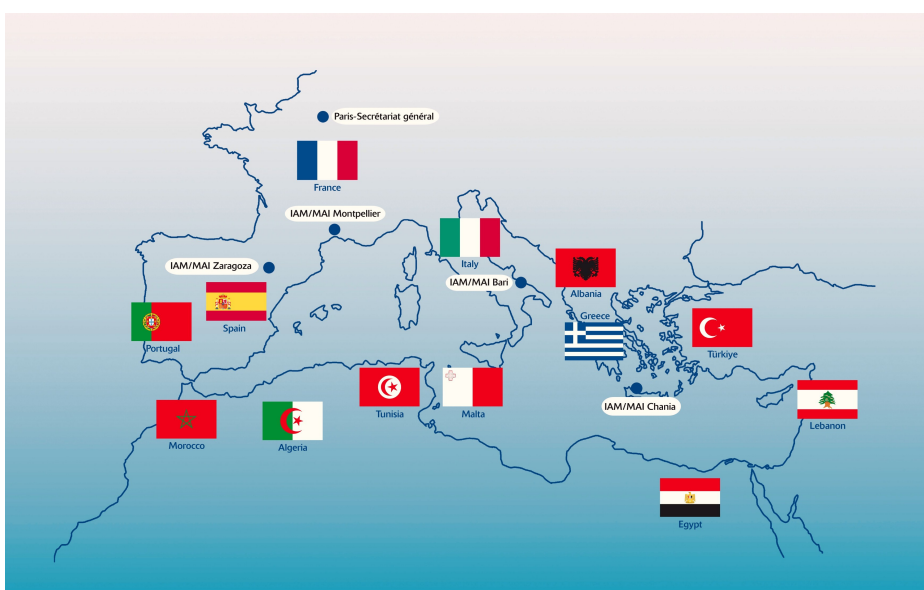 Paris-Secrétariat général
France
IAM/MAI Montpellier
IAM/MAI Zaragoza
Italy
IAM/MAI Bari
Albania
Spain
Greece
Portugal
Türkiye
Tunisia
Malta
IAM/MAI Chania
Lebanon
Morocco
Algeria
Egypt